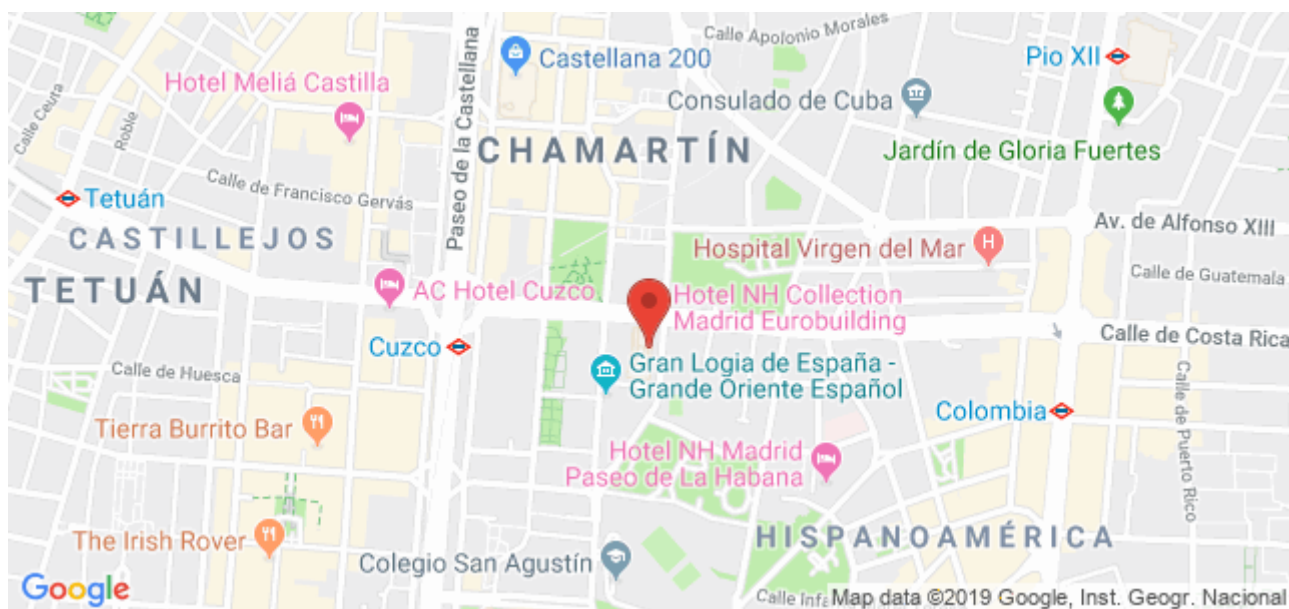 Calle Apolonio Morales
Castellana 200
Pio XII
Hotel Meliá Castilla
Consulado de Cuba
Calle Ceuta
Roble
Paseo de la Castellana
CHAMARTÍN
Jardín de Gloria Fuertes
Calle de Francisco Gervás
Tetuán
CASTILLEJOS
Av. de Alfonso XIII
Hospital Virgen del Mar
H
Calle de Guatemala
TETUÁN
AC Hotel Cuzco
Hotel NH Collection
Madrid Eurobuilding
Calle de Costa Rica
Cuzco
Gran Logia de España -
Grande Oriente Español
Calle de Huesca
Calle de Puerto Rico
Colombia
Tierra Burrito Bar
Hotel NH Madrid
Paseo de La Habana
HISPANOAMÉRICA
The Irish Rover
Colegio San Agustín
Google
Calle
Map data ©2019 Google, Inst. Geogr. Nacional